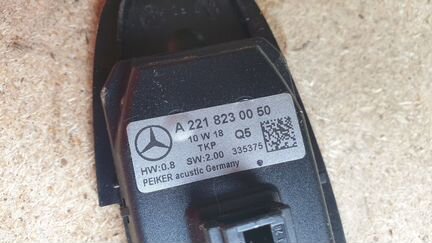 A 221 823 00 50
10 W 18 Q5
TKP
335375
HW:0.8 SW:2.00
PEIKER acustic Germany